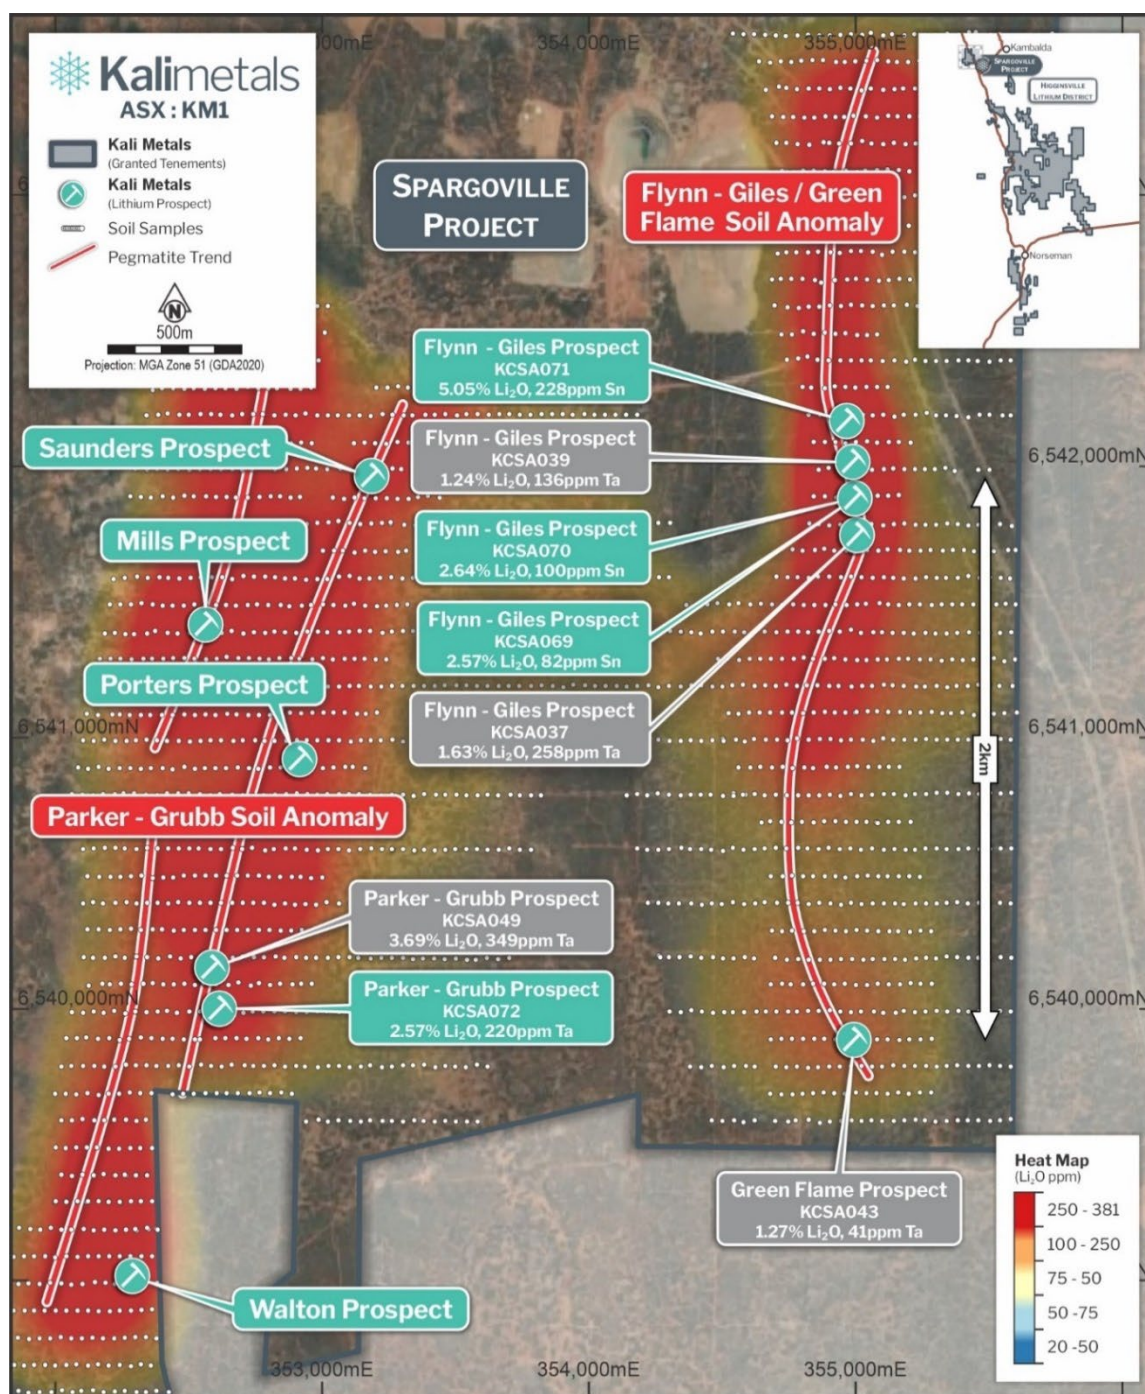 Kalimetals
ASX : KM1
Kali Metals
(Granted Tenements)
Kali Metals
(Lithium Prospect)
Soil Samples
Pegmatite Trend
N
500m
Projection: MGA Zone 51 (GDA2020)
000mE
354,000mE
355,000mE
Kambalda
SPARGOVILLE
PROJECT
HIGGINSVILLE
LITHIUM DISTRICT
Norseman
SPARGOVILLE
PROJECT
Flynn - Giles / Green
Flame Soil Anomaly
Flynn - Giles Prospect
KCSA071
5.05% Li₂O, 228ppm Sn
Flynn - Giles Prospect
KCSA039
1.24% Li₂O, 136ppm Ta
Flynn - Giles Prospect
KCSA070
2.64% Li₂O, 100ppm Sn
Flynn - Giles Prospect
KCSA069
2.57% Li₂O, 82ppm Sn
Flynn - Giles Prospect
KCSA037
1.63% Li₂O, 258ppm Ta
Saunders Prospect
Mills Prospect
Porters Prospect
6,542,000mN
6,541,000mN
6,541,000mN
2km
Parker - Grubb Soil Anomaly
Parker - Grubb Prospect
KCSA049
3.69% Li₂O, 349ppm Ta
Parker - Grubb Prospect
KCSA072
2.57% Li₂O, 220ppm Ta
6,540,000mN
6,540,000mN
Green Flame Prospect
KCSA043
1.27% Li₂O, 41ppm Ta
Walton Prospect
Heat Map
(Li₂O ppm)
250 - 381
100 - 250
75 - 50
50 -75
20 -50
353,000mE
354,000mE
355,000mE